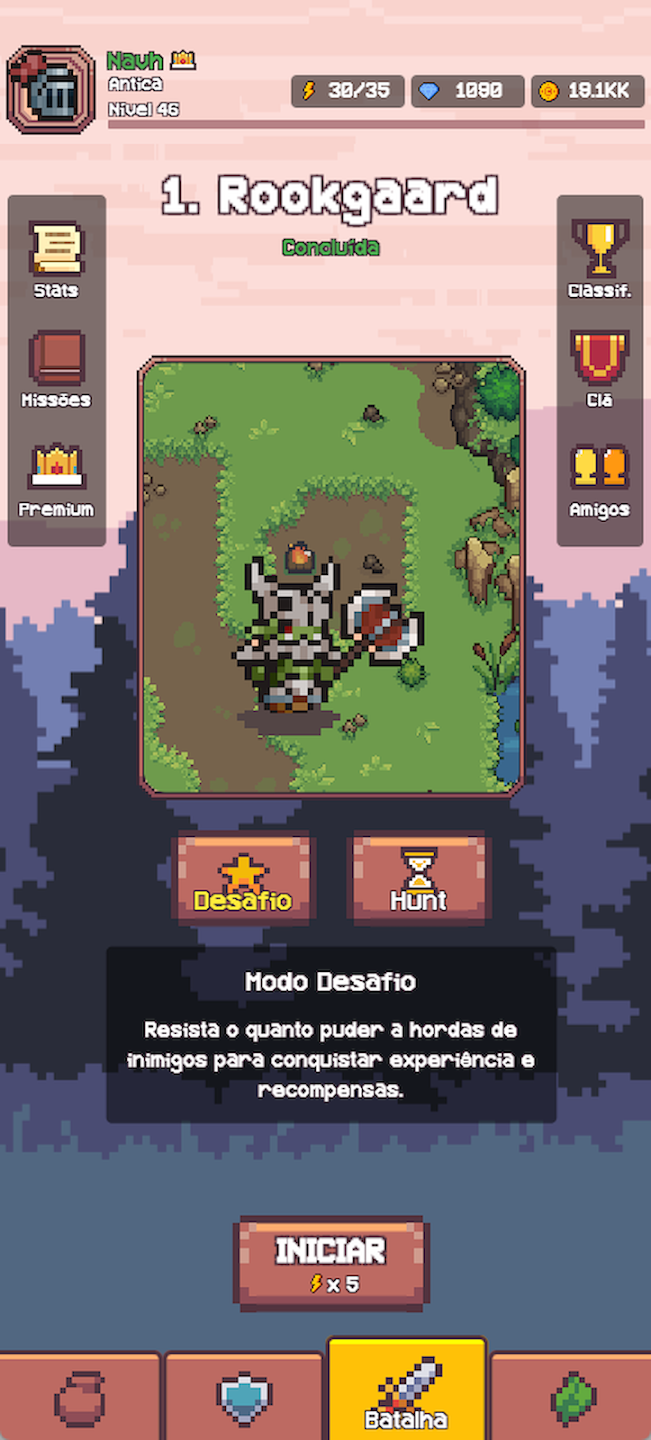 Navh
Antica
Nível 46
30/35
1090
19.1KK
1. Rookgaard
Concluída
Stats
Missões
Premium
Classif.
Clã
Amigos
Desafio
Hunt
Modo Desafio
Resista o quanto puder a hordas de
inimigos para conquistar experiência e
recompensas.
INICIAR
x 5
Batalha